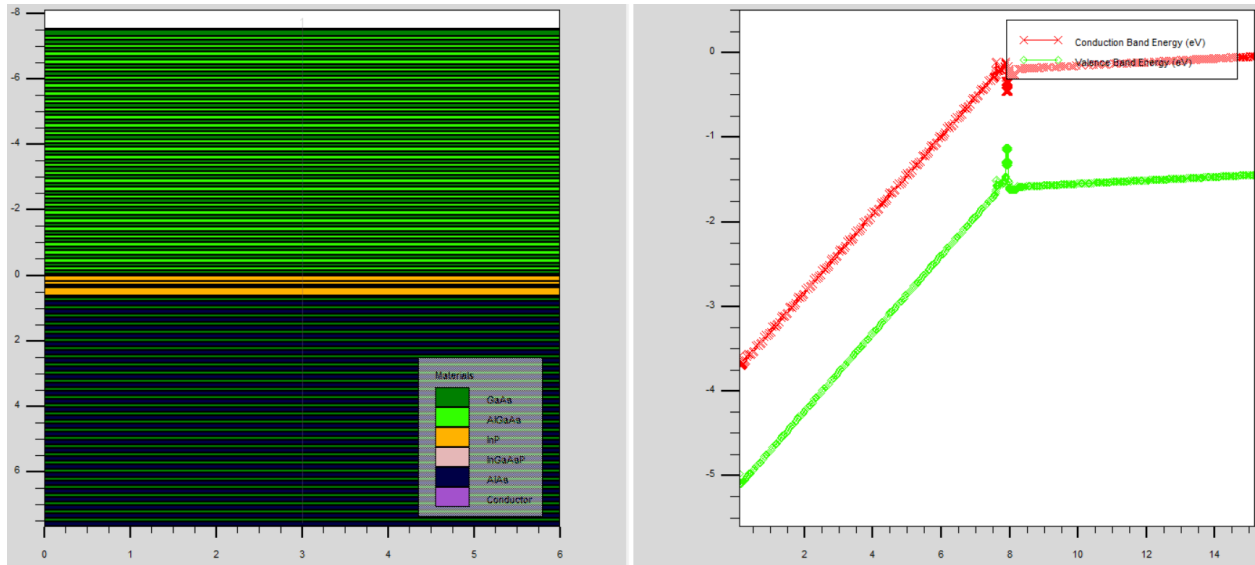 -8
-6
-4
-2
0
2
4
6
0 1 2 3 4 5 6
Materials
GaAs
AlGaAs
InP
InGaAsP
AlAs
Conductor
0
-1
-2
-3
-4
-5
2 4 6 8 10 12 14
Conduction Band Energy (eV)
Valence Band Energy (eV)